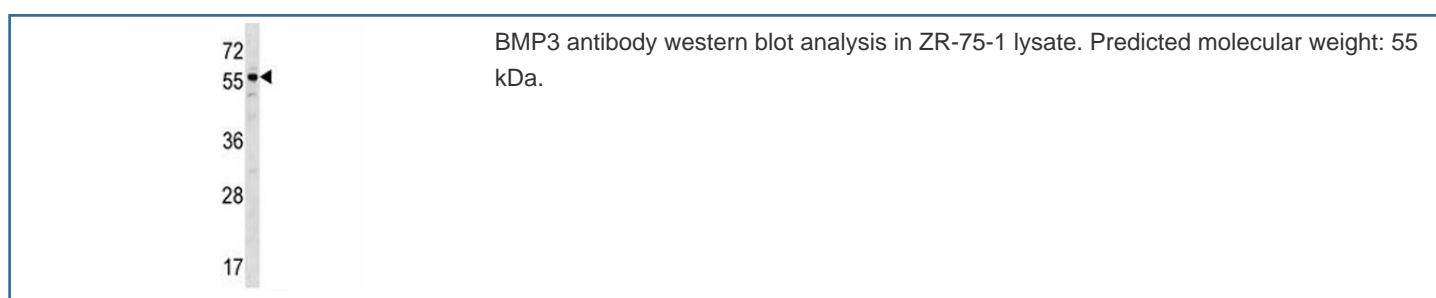 72
55
36
28
17
BMP3 antibody western blot analysis in ZR-75-1 lysate. Predicted molecular weight: 55
kDa.